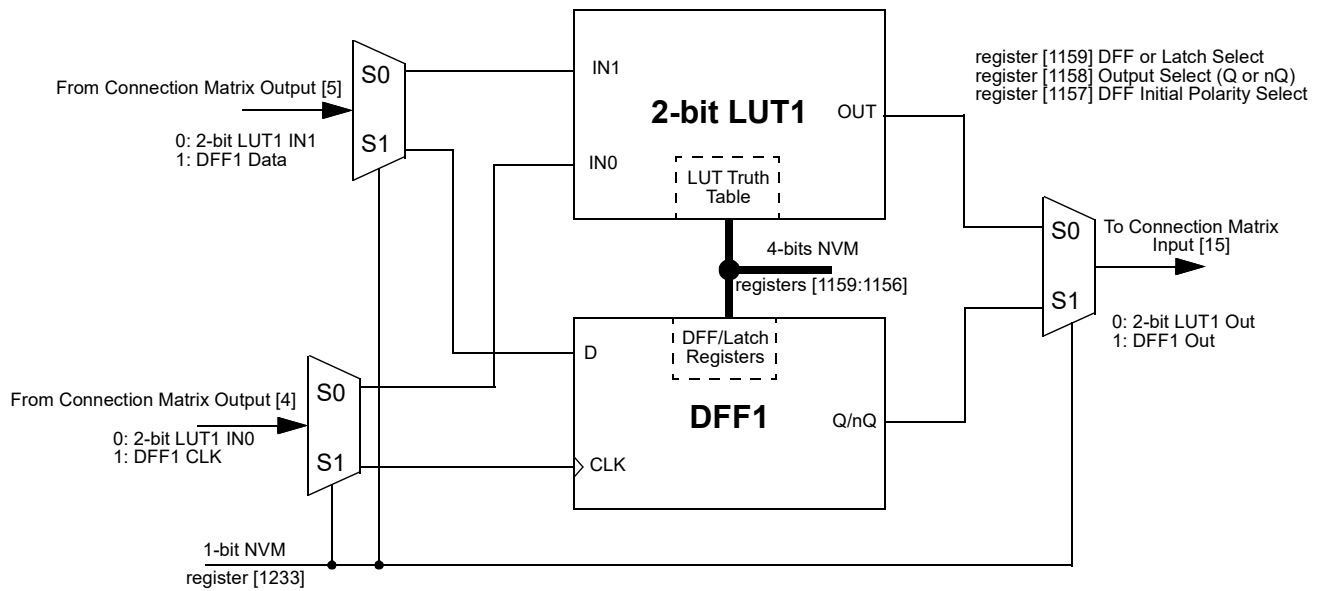 From Connection Matrix Output [5]
0: 2-bit LUT1 IN1
1: DFF1 Data
S0
S1
IN1
IN0
2-bit LUT1
OUT
LUT Truth
Table
register [1159] DFF or Latch Select
register [1158] Output Select (Q or nQ)
register [1157] DFF Initial Polarity Select
4-bits NVM
registers [1159:1156]
S0
S1
To Connection Matrix
Input [15]
0: 2-bit LUT1 Out
1: DFF1 Out
From Connection Matrix Output [4]
0: 2-bit LUT1 IN0
1: DFF1 CLK
S0
S1
D
CLK
DFF/Latch
Registers
DFF1
Q/nQ
1-bit NVM
register [1233]